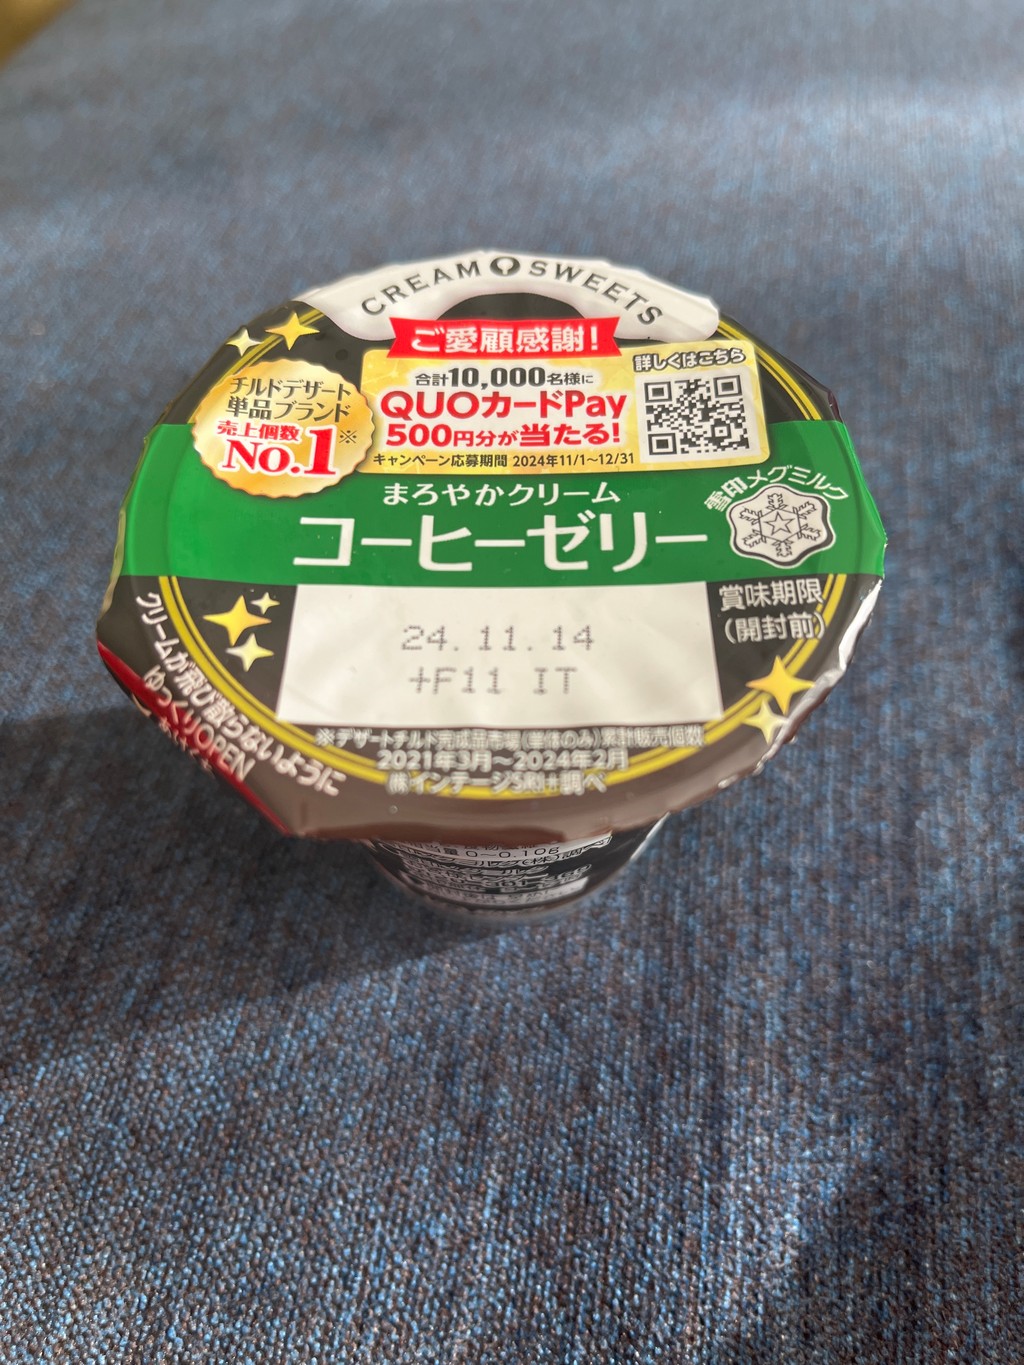 CREAM SWEETS
ご愛顧感謝!
詳しくはこちら
合計10,000名様に
QUOカードPay
500円分が当たる!
キャンペーン応募期間 2024年11/1~12/31
チルドデザート
単品ブランド
売上個数
No.1※
まろやかクリーム
コーヒーゼリー
雪印メグミルク
賞味期限
(開封前)
24.11.14
+F11 IT
※デザートチルド完成品市場(単体のみ)累計販売個数
2021年3月~2024年2月
㈱インテージSRI+調べ
クリームが飛び散らないように
ゆっくりOPEN
0~0.10g